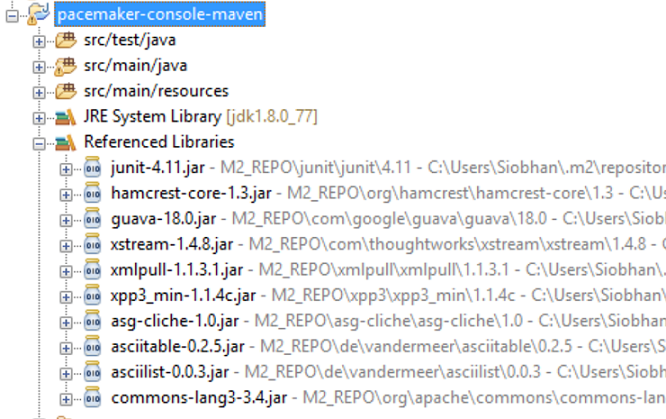 pacemaker-console-maven
src/test/java
src/main/java
src/main/resources
JRE System Library [jdk1.8.0_77]
Referenced Libraries
junit-4.11.jar - M2_REPO\junit\junit\4.11 - C:\Users\Siobhan\.m2\repositor
hamcrest-core-1.3.jar - M2_REPO\org\hamcrest\hamcrest-core\1.3 - C:\Us
guava-18.0.jar - M2_REPO\com\google\guava\guava\18.0 - C:\Users\Siob
xstream-1.4.8.jar - M2_REPO\com\thoughtworks\xstream\xstream\1.4.8 -
xmlpull-1.1.3.1.jar - M2_REPO\xmlpull\xmlpull\1.1.3.1 - C:\Users\Siobhan\.
xpp3_min-1.1.4c.jar - M2_REPO\xpp3\xpp3_min\1.1.4c - C:\Users\Siobhan\
asg-cliche-1.0.jar - M2_REPO\asg-cliche\asg-cliche\1.0 - C:\Users\Siobhan
asciitable-0.2.5.jar - M2_REPO\de\vandermeer\asciitable\0.2.5 - C:\Users\S
asciilist-0.0.3.jar - M2_REPO\de\vandermeer\asciilist\0.0.3 - C:\Users\Siob
commons-lang3-3.4.jar - M2_REPO\org\apache\commons\commons-lan